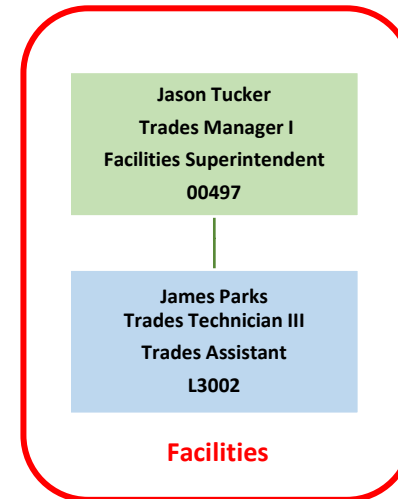 Jason Tucker
Trades Manager I
Facilities Superintendent
00497
James Parks
Trades Technician III
Trades Assistant
L3002
Facilities